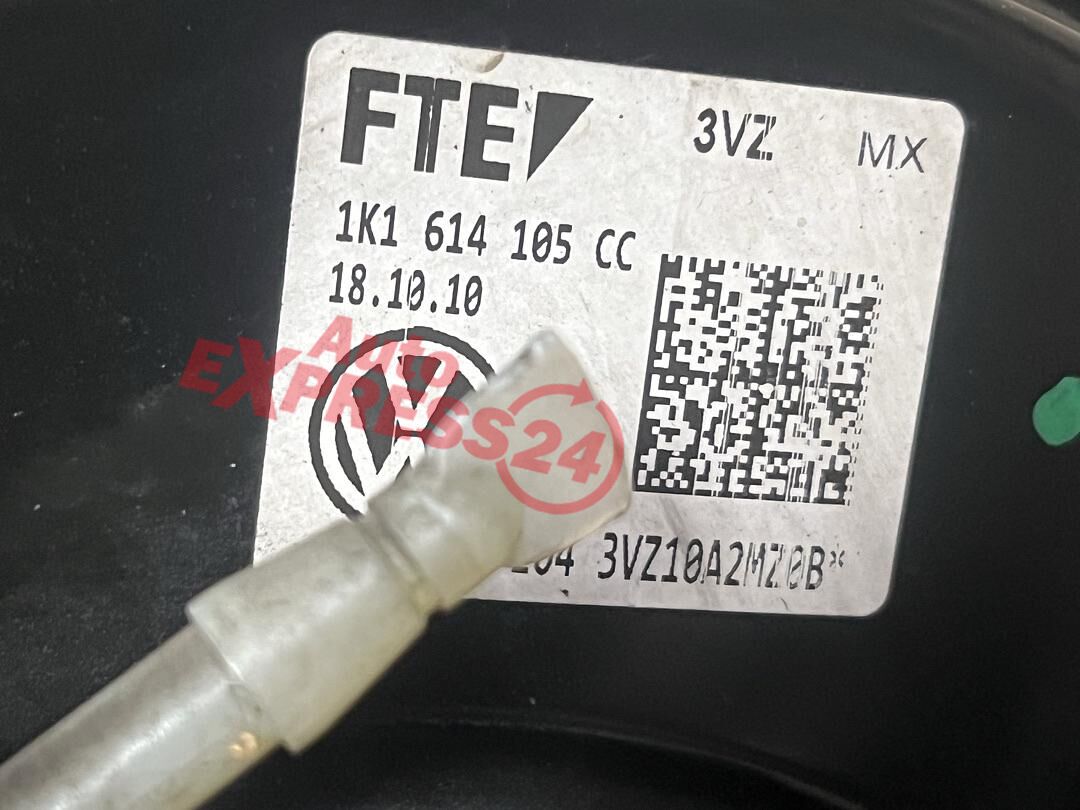 FTE 3VZ MX
1K1 614 105 CC
18.10.10
Auto
EXPRESS24
3VZ10A2MZ0B*